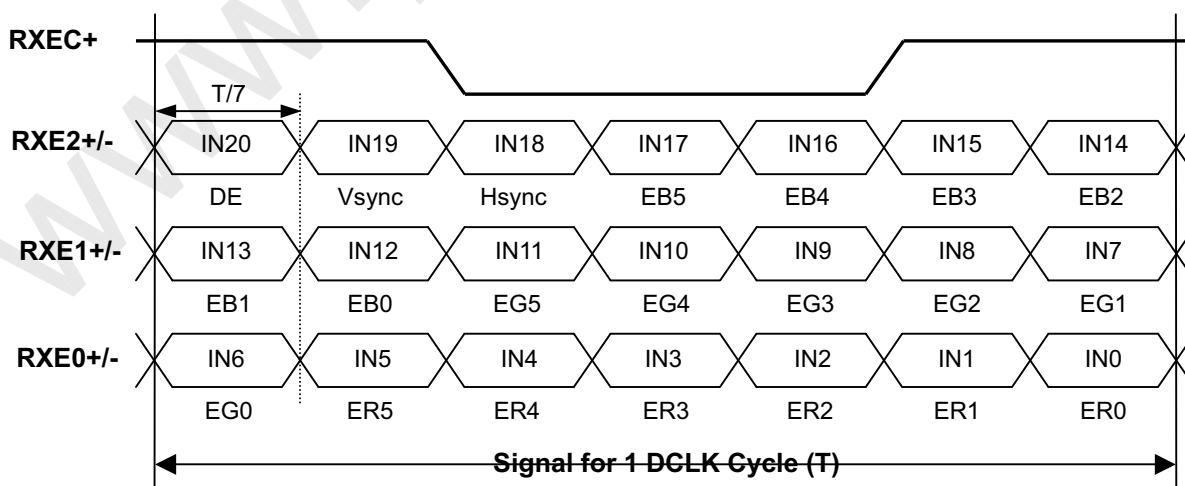 RXEC+
T/7
RXE2+/- IN20 IN19 IN18 IN17 IN16 IN15 IN14
DE Vsync Hsync EB5 EB4 EB3 EB2
RXE1+/- IN13 IN12 IN11 IN10 IN9 IN8 IN7
EB1 EB0 EG5 EG4 EG3 EG2 EG1
RXE0+/- IN6 IN5 IN4 IN3 IN2 IN1 IN0
EG0 ER5 ER4 ER3 ER2 ER1 ER0
Signal for 1 DCLK Cycle (T)